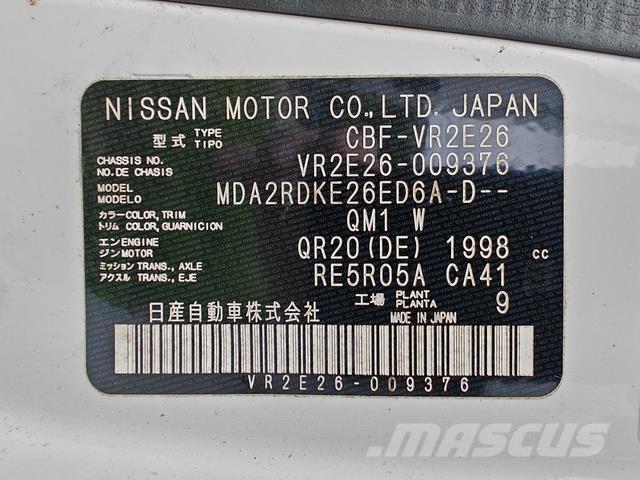 NISSAN MOTOR CO.,LTD. JAPAN
型式 TYPE TIPO CBF-VR2E26
CHASSIS NO. NO. DE CHASSIS VR2E26-009376
MODEL MODELO MDA2RDKE26ED6A-D--
カラー COLOR, TRIM トリム COLOR, GUARNICION QM1 W
エンジン ENGINE MOTOR QR20(DE) 1998 cc
ミッション TRANS., AXLE アクスル TRANS., EJE RE5R05A CA41
工場 PLANT PLANTA 9
日産自動車株式会社 MADE IN JAPAN
VR2E26-009376
MASCUS